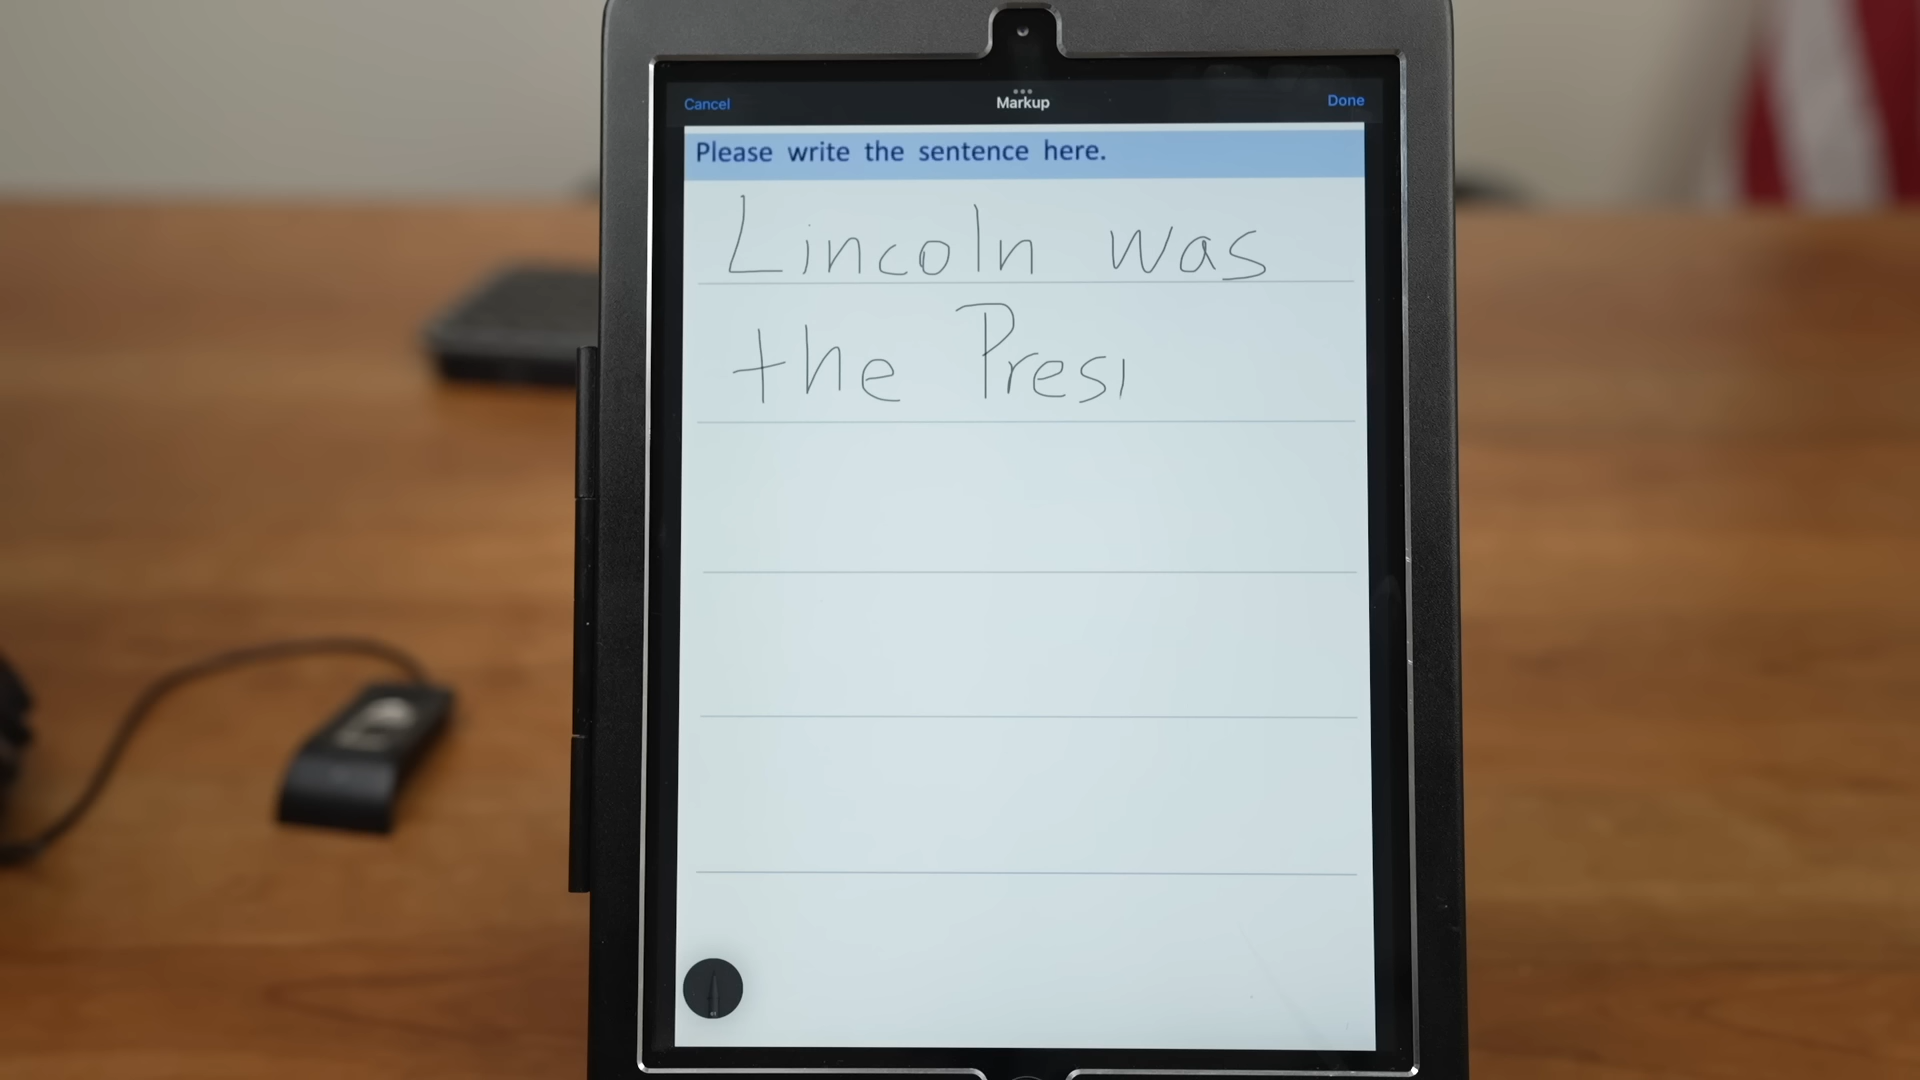 Cancel
Markup
Done
Please write the sentence here.
Lincoln was
the Presi